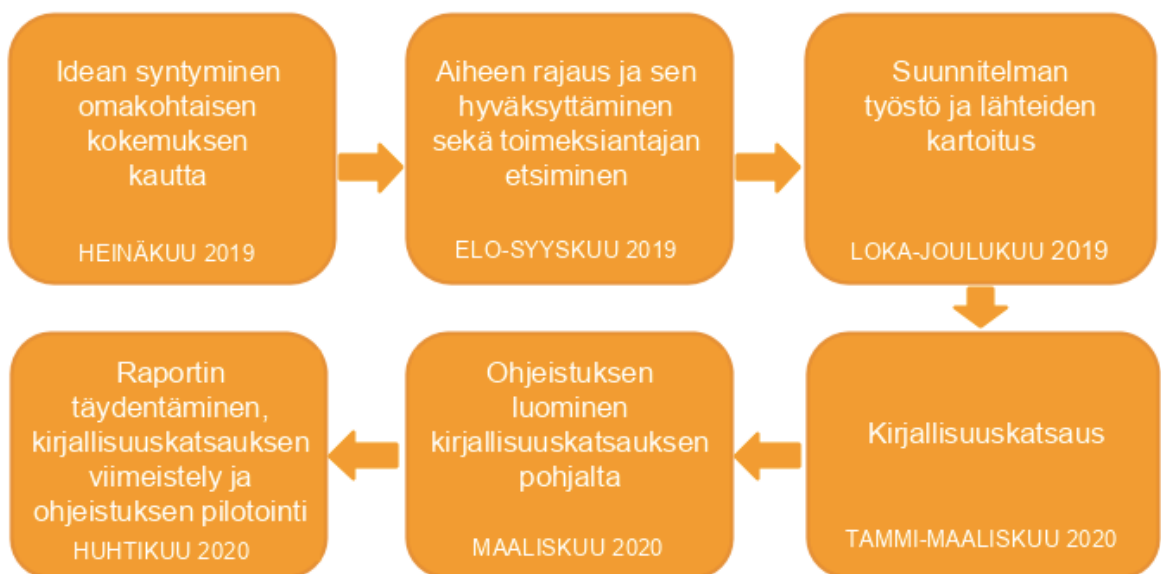 Idean syntyminen
omakohtaisen
kokemuksen
kautta
HEINÄKUU 2019
Aiheen rajaus ja sen
hyväksyttäminen
sekä toimeksiantajan
etsiminen
ELO-SYYSKUU 2019
Suunnitelman
työstö ja lähteiden
kartoitus
LOKA-JOULUKUU 2019
Kirjallisuuskatsaus
TAMMI-MAALISKUU 2020
Ohjeistuksen
luominen
kirjallisuuskatsauksen
pohjalta
MAALISKUU 2020
Raportin
täydentäminen,
kirjallisuuskatsauksen
viimeistely ja
ohjeistuksen pilotointi
HUHTIKUU 2020